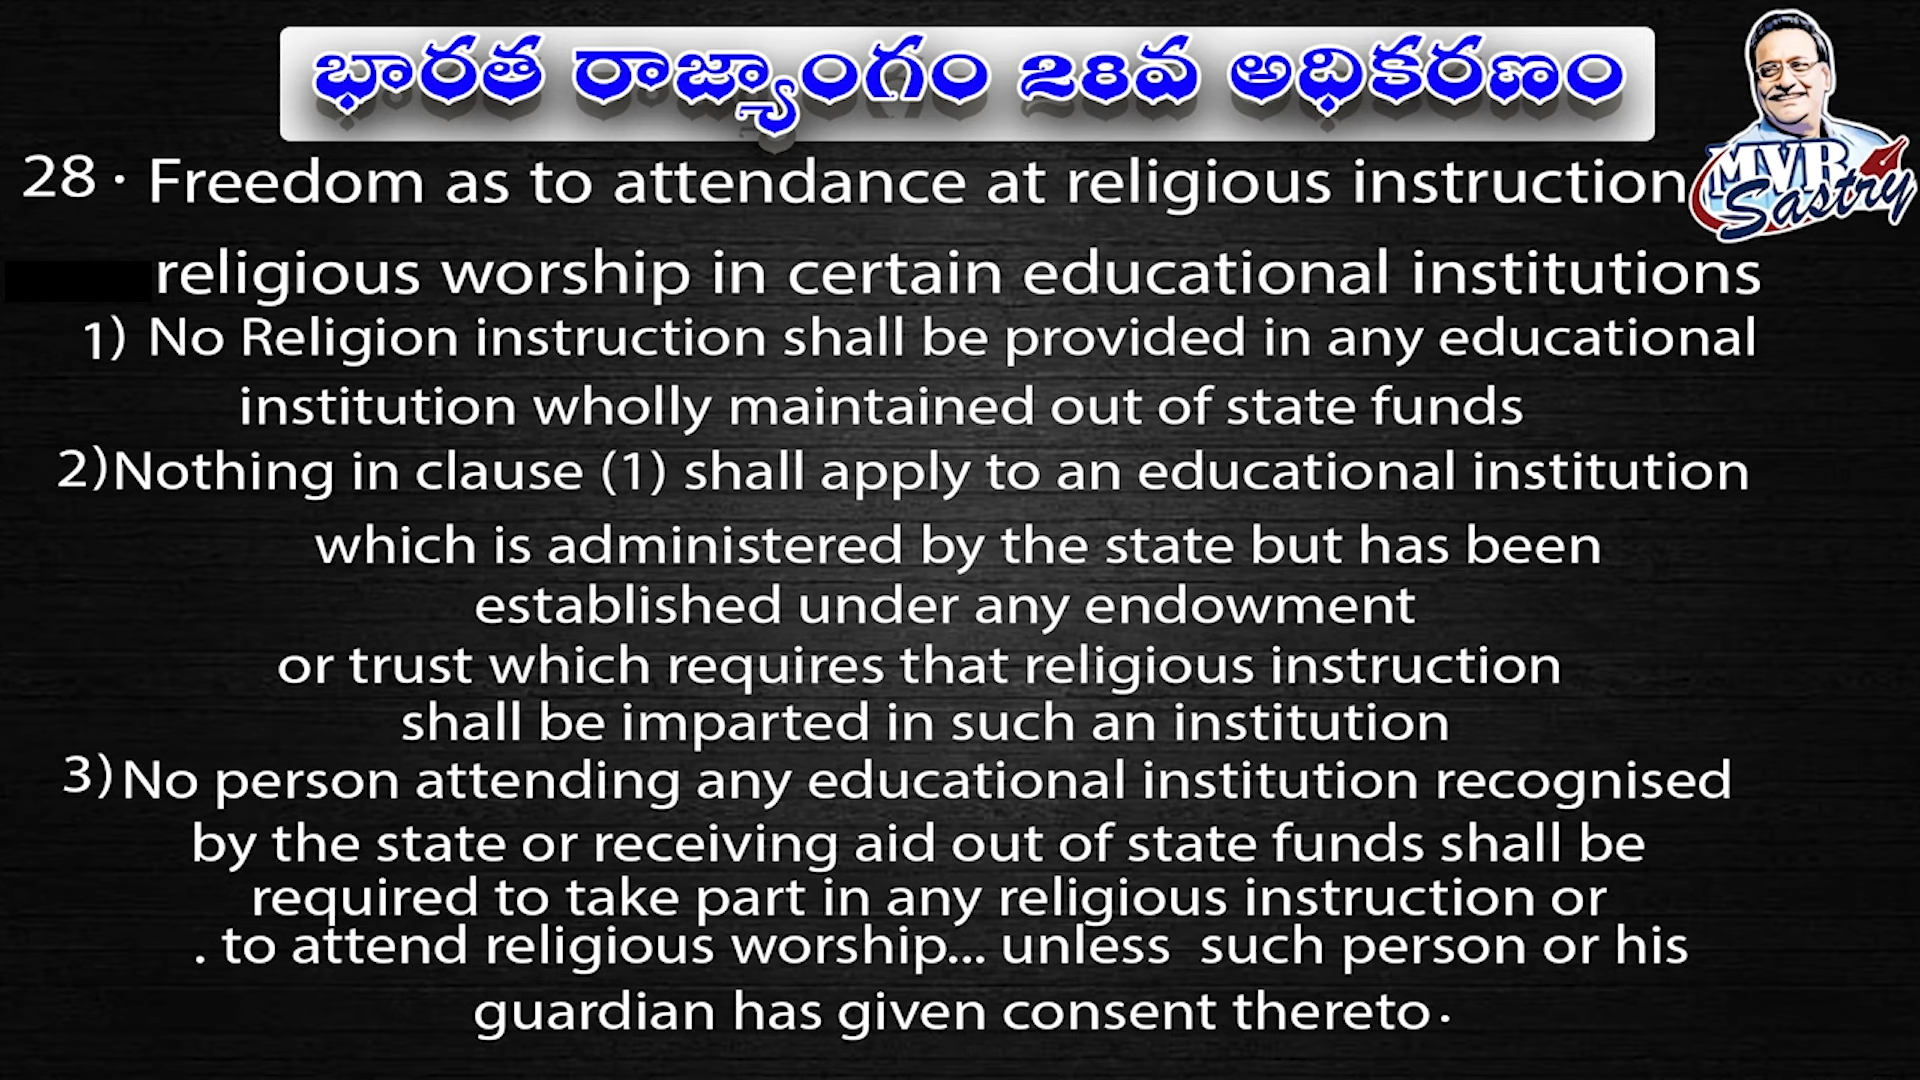 భారత రాజ్యాంగం 28వ అధికరణం
MVR
Sastry
28. Freedom as to attendance at religious instruction
religious worship in certain educational institutions
1) No Religion instruction shall be provided in any educational
institution wholly maintained out of state funds
2)Nothing in clause (1) shall apply to an educational institution
which is administered by the state but has been
established under any endowment
or trust which requires that religious instruction
shall be imparted in such an institution
3)No person attending any educational institution recognised
by the state or receiving aid out of state funds shall be
required to take part in any religious instruction or
. to attend religious worship... unless such person or his
guardian has given consent thereto.